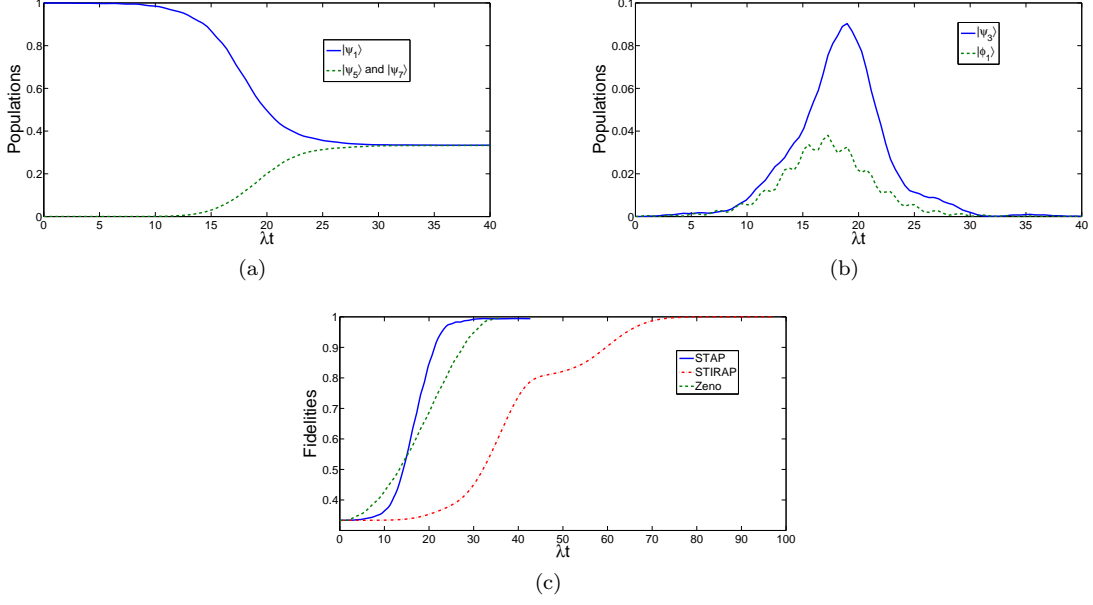 1
0.8
0.6
0.4
0.2
0
Populations
|ψ₁⟩
|ψ₅⟩ and |ψ₇⟩
0 5 10 15 20 25 30 35 40
λt
(a)
0.1
0.08
0.06
0.04
0.02
0
Populations
|ψ₃⟩
|ϕ₁⟩
0 5 10 15 20 25 30 35 40
λt
(b)
1
0.9
0.8
0.7
0.6
0.5
0.4
Fidelities
STAP
STIRAP
Zeno
0 10 20 30 40 50 60 70 80 90 100
λt
(c)